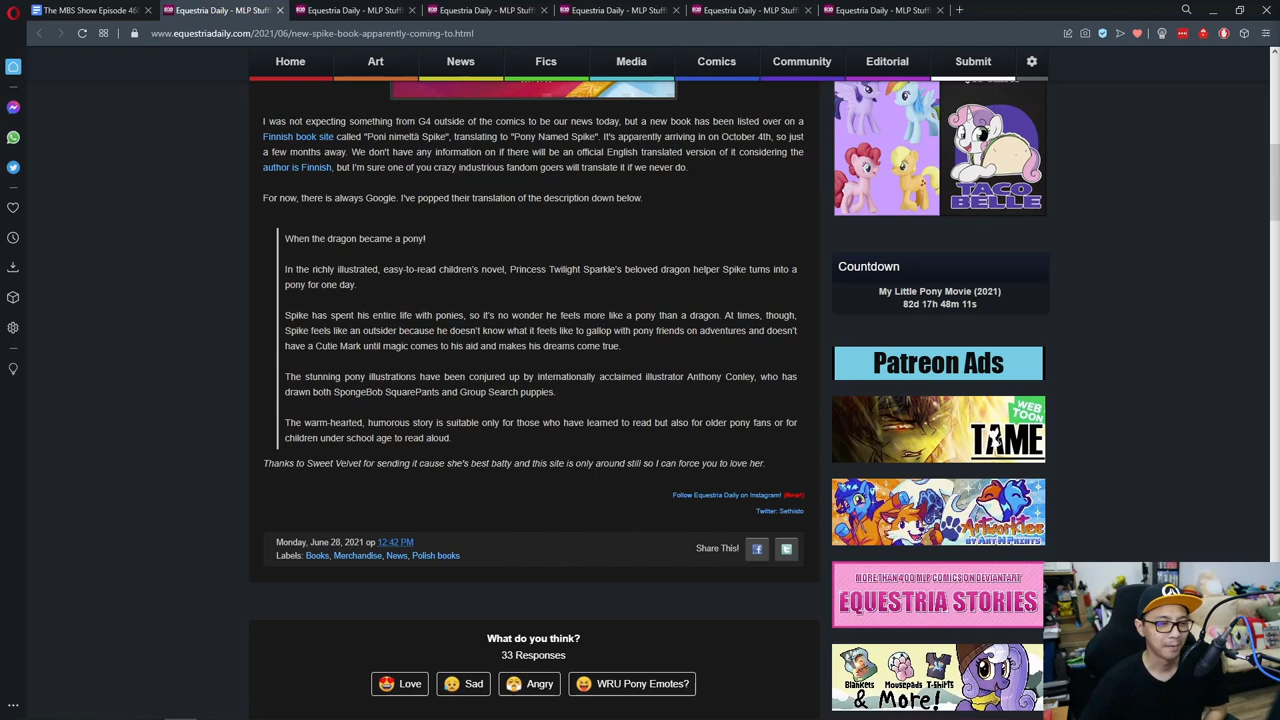 The MBS Show Episode 468
Equestria Daily - MLP Stuff!
Equestria Daily - MLP Stuff!
Equestria Daily - MLP Stuff!
Equestria Daily - MLP Stuff!
Equestria Daily - MLP Stuff!
Equestria Daily - MLP Stuff!
www.equestriadaily.com/2021/06/new-spike-book-apparently-coming-to.html
Home Art News Fics Media Comics Community Editorial Submit
I was not expecting something from G4 outside of the comics to be our news today, but a new book has been listed over on a
Finnish book site called "Poni nimeltä Spike", translating to "Pony Named Spike". It's apparently arriving in on October 4th, so just
a few months away. We don't have any information on if there will be an official English translated version of it considering the
author is Finnish, but I'm sure one of you crazy industrious fandom goers will translate it if we never do.
For now, there is always Google. I've popped their translation of the description down below.
When the dragon became a pony!
In the richly illustrated, easy-to-read children's novel, Princess Twilight Sparkle's beloved dragon helper Spike turns into a
pony for one day.
Spike has spent his entire life with ponies, so it's no wonder he feels more like a pony than a dragon. At times, though,
Spike feels like an outsider because he doesn't know what it feels like to gallop with pony friends on adventures and doesn't
have a Cutie Mark until magic comes to his aid and makes his dreams come true.
The stunning pony illustrations have been conjured up by internationally acclaimed illustrator Anthony Conley, who has
drawn both SpongeBob SquarePants and Group Search puppies.
The warm-hearted, humorous story is suitable only for those who have learned to read but also for older pony fans or for
children under school age to read aloud.
Thanks to Sweet Velvet for sending it cause she's best batty and this site is only around still so I can force you to love her.
Follow Equestria Daily on Instagram! (New!)
Twitter: Sethisto
Monday, June 28, 2021 op 12:42 PM
Labels: Books, Merchandise, News, Polish books
Share This!
What do you think?
33 Responses
Love
Sad
Angry
WRU Pony Emotes?
TACO
BELLE
Countdown
My Little Pony Movie (2021)
82d 17h 48m 11s
Patreon Ads
WEB
TOON
TAME
Artworktee
BY ART N PRINTS
MORE THAN 400 MLP COMICS ON DEVIANTART
EQUESTRIA STORIES
Blankets Mousepads T-Shirts
& More!